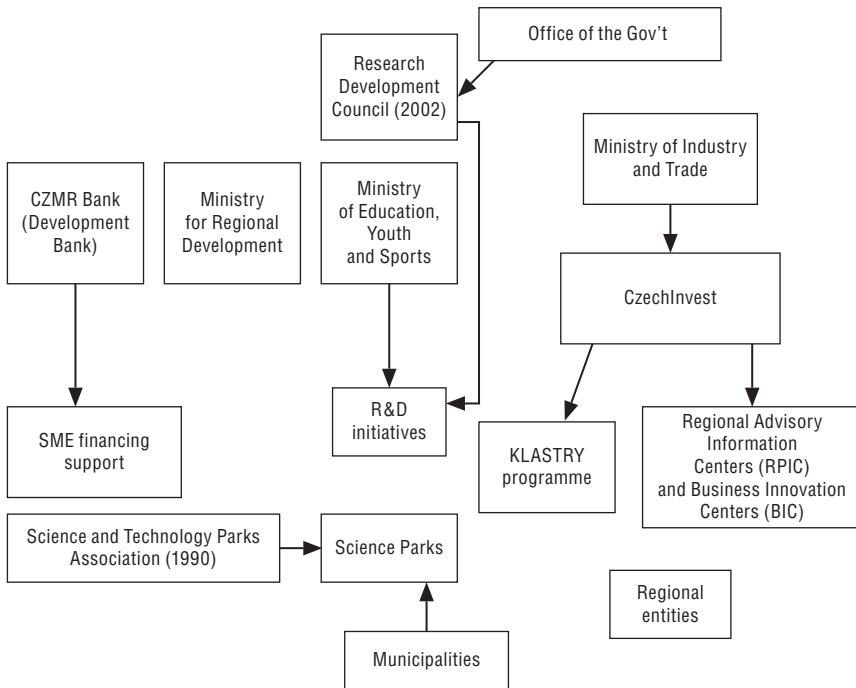 Office of the Gov't
Research
Development
Council (2002)
Ministry of Industry
and Trade
CZMR Bank
(Development
Bank)
Ministry
for Regional
Development
Ministry
of Education,
Youth
and Sports
CzechInvest
SME financing
support
R&D
initiatives
KLASTRY
programme
Regional Advisory
Information
Centers (RPIC)
and Business Innovation
Centers (BIC)
Science and Technology Parks
Association (1990)
Science Parks
Regional
entities
Municipalities